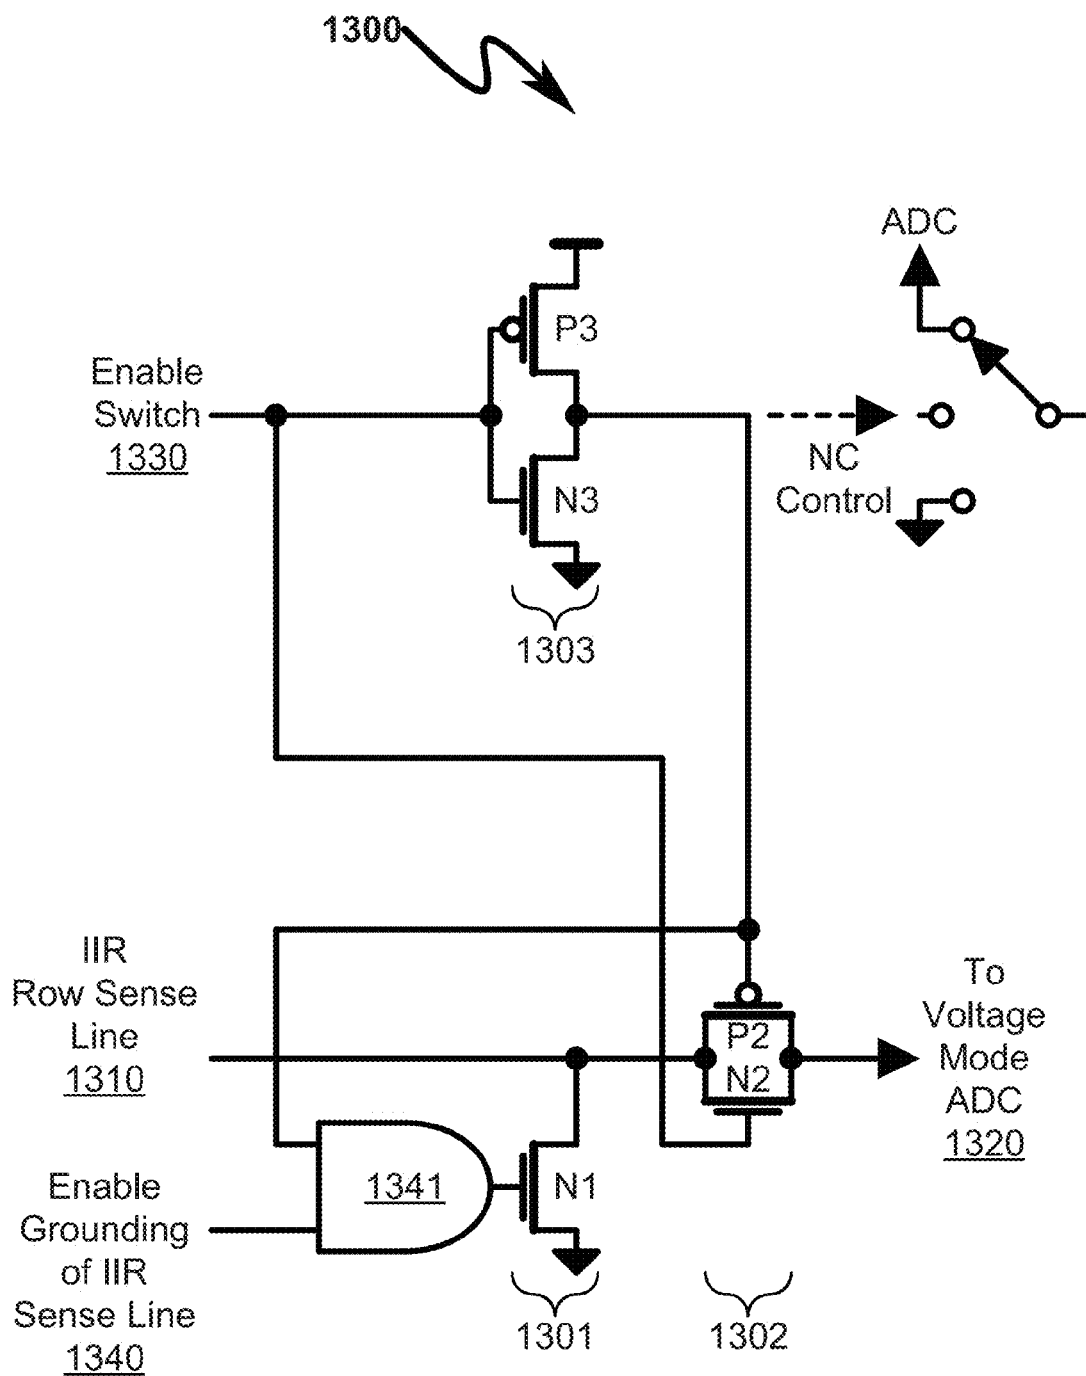 1300
ADC
P3
Enable
Switch
1330
N3
NC
Control
1303
IIR
Row Sense
Line
1310
P2
N2
To
Voltage
Mode
ADC
1320
1341
N1
Enable
Grounding
of IIR
Sense Line
1340
1301
1302